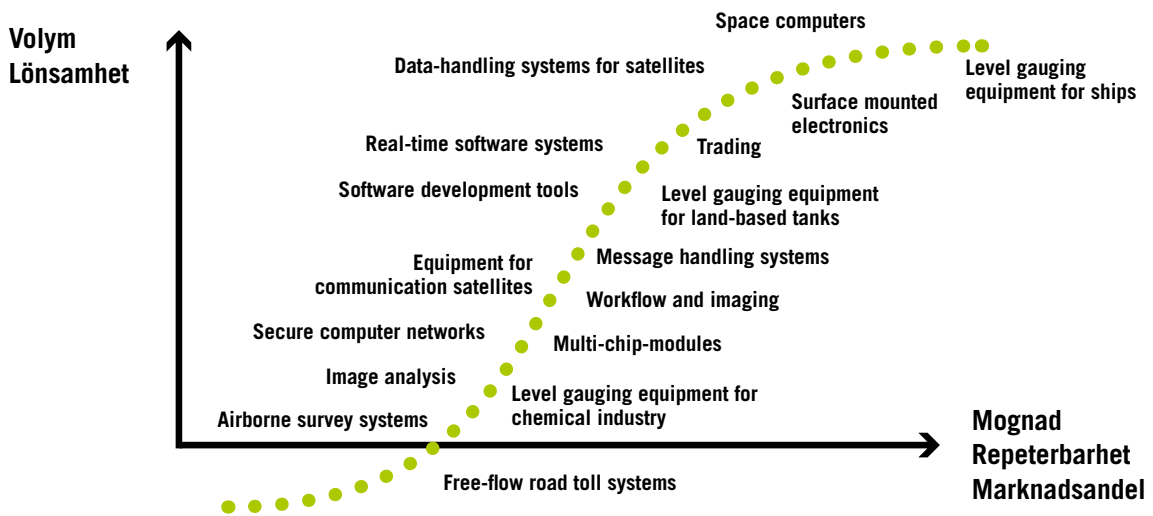 Volym
Lönsamhet
Space computers
Data-handling systems for satellites
Level gauging
equipment for ships
Surface mounted
electronics
Real-time software systems
Trading
Software development tools
Level gauging equipment
for land-based tanks
Message handling systems
Equipment for
communication satellites
Workflow and imaging
Secure computer networks
Multi-chip-modules
Image analysis
Level gauging equipment for
chemical industry
Airborne survey systems
Free-flow road toll systems
Mognad
Repeterbarhet
Marknadsandel